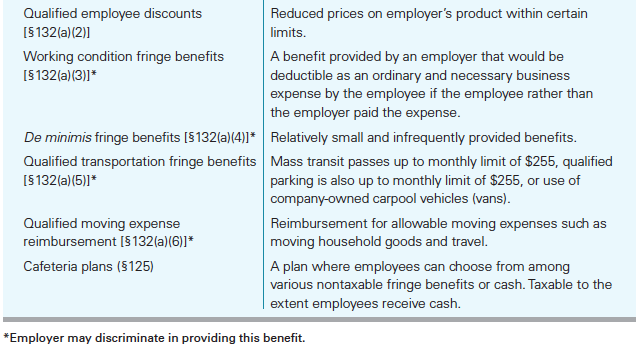 Qualified employee discounts
[§132(a)(2)]
Reduced prices on employer's product within certain
limits.
Working condition fringe benefits
[§132(a)(3)]*
A benefit provided by an employer that would be
deductible as an ordinary and necessary business
expense by the employee if the employee rather than
the employer paid the expense.
De minimis fringe benefits [§132(a)(4)]*
Relatively small and infrequently provided benefits.
Qualified transportation fringe benefits
[§132(a)(5)]*
Mass transit passes up to monthly limit of $255, qualified
parking is also up to monthly limit of $255, or use of
company-owned carpool vehicles (vans).
Qualified moving expense
reimbursement [§132(a)(6)]*
Reimbursement for allowable moving expenses such as
moving household goods and travel.
Cafeteria plans (§125)
A plan where employees can choose from among
various nontaxable fringe benefits or cash. Taxable to the
extent employees receive cash.
*Employer may discriminate in providing this benefit.